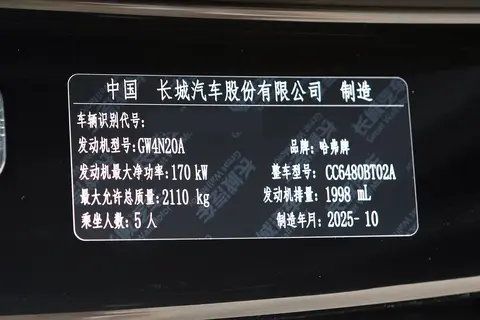 中国 长城汽车股份有限公司 制造
车辆识别代号:
发动机型号:GW4N20A 品牌:哈弗牌
发动机最大净功率:170 kW 整车型号:CC6480BT02A
最大允许总质量:2110 kg 发动机排量:1998 mL
乘坐人数:5 人 制造年月:2025-10